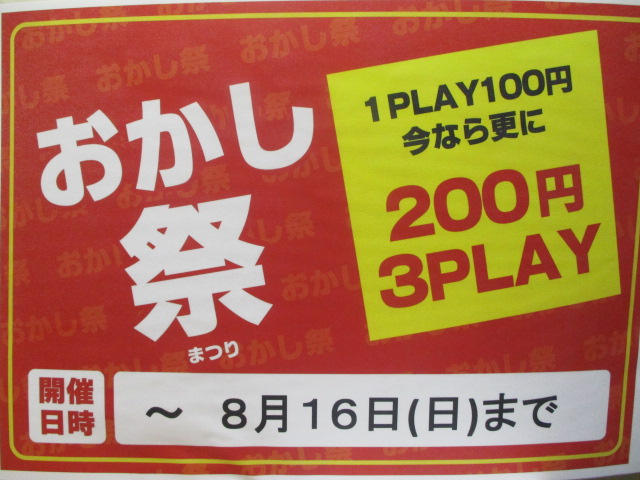 おかし
祭
まつり
1PLAY100円
今なら更に
200円
3PLAY
開催
日時
～ 8月16日(日)まで